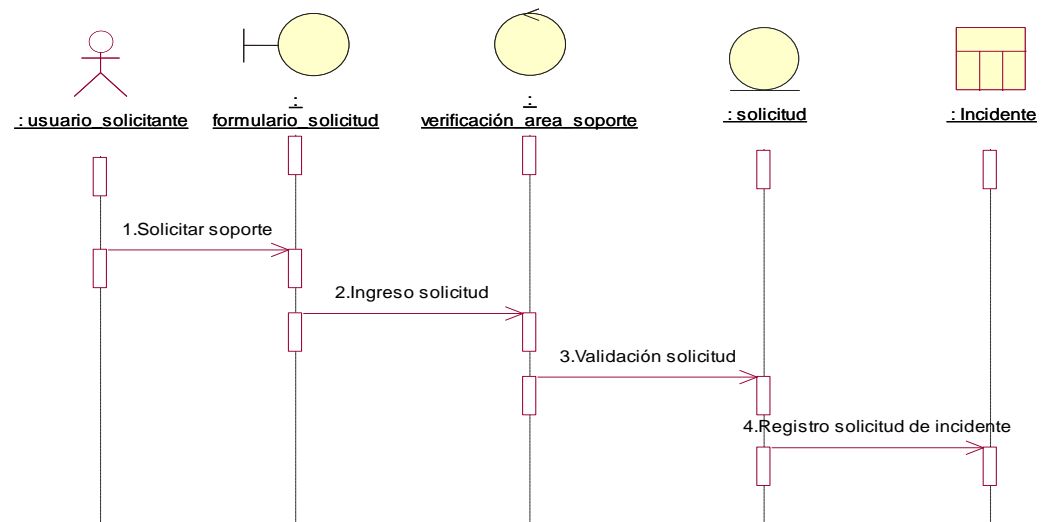 : usuario_solicitante
:
formulario_solicitud
:
verificación_area_soporte
: solicitud
: Incidente
1.Solicitar soporte
2.Ingreso solicitud
3.Validación solicitud
4.Registro solicitud de incidente